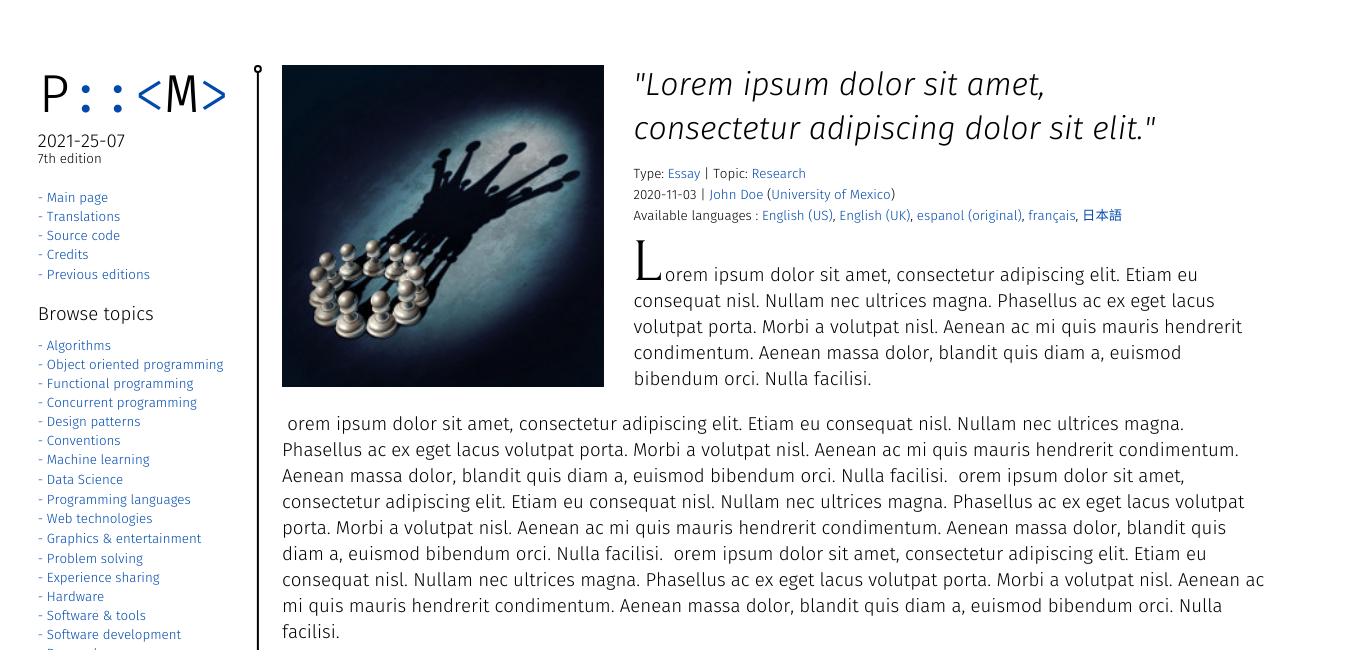 P::<M>
2021-25-07
7th edition
- Main page
- Translations
- Source code
- Credits
- Previous editions
Browse topics
- Algorithms
- Object oriented programming
- Functional programming
- Concurrent programming
- Design patterns
- Conventions
- Machine learning
- Data Science
- Programming languages
- Web technologies
- Graphics & entertainment
- Problem solving
- Experience sharing
- Hardware
- Software & tools
- Software development
"Lorem ipsum dolor sit amet,
consectetur adipiscing dolor sit elit."
Type: Essay | Topic: Research
2020-11-03 | John Doe (University of Mexico)
Available languages : English (US), English (UK), espanol (original), français, 日本語
Lorem ipsum dolor sit amet, consectetur adipiscing elit. Etiam eu
consequat nisl. Nullam nec ultrices magna. Phasellus ac ex eget lacus
volutpat porta. Morbi a volutpat nisl. Aenean ac mi quis mauris hendrerit
condimentum. Aenean massa dolor, blandit quis diam a, euismod
bibendum orci. Nulla facilisi.
orem ipsum dolor sit amet, consectetur adipiscing elit. Etiam eu consequat nisl. Nullam nec ultrices magna.
Phasellus ac ex eget lacus volutpat porta. Morbi a volutpat nisl. Aenean ac mi quis mauris hendrerit condimentum.
Aenean massa dolor, blandit quis diam a, euismod bibendum orci. Nulla facilisi.  orem ipsum dolor sit amet,
consectetur adipiscing elit. Etiam eu consequat nisl. Nullam nec ultrices magna. Phasellus ac ex eget lacus volutpat
porta. Morbi a volutpat nisl. Aenean ac mi quis mauris hendrerit condimentum. Aenean massa dolor, blandit quis
diam a, euismod bibendum orci. Nulla facilisi.  orem ipsum dolor sit amet, consectetur adipiscing elit. Etiam eu
consequat nisl. Nullam nec ultrices magna. Phasellus ac ex eget lacus volutpat porta. Morbi a volutpat nisl. Aenean ac
mi quis mauris hendrerit condimentum. Aenean massa dolor, blandit quis diam a, euismod bibendum orci. Nulla
facilisi.